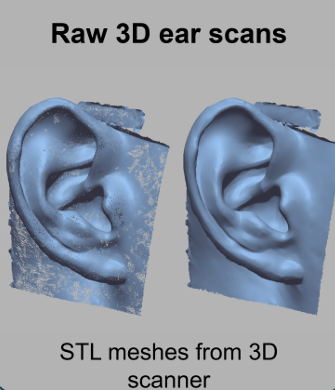 Raw 3D ear scans
STL meshes from 3D
scanner